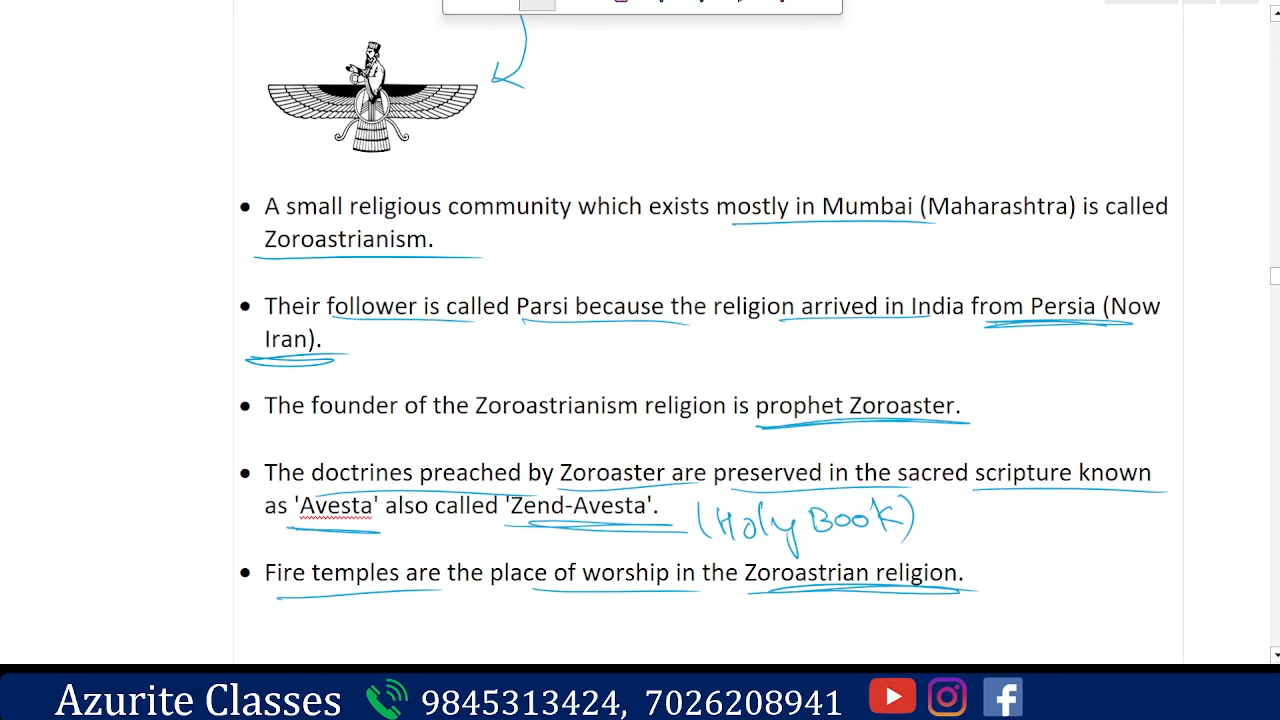 • A small religious community which exists mostly in Mumbai (Maharashtra) is called
Zoroastrianism.
• Their follower is called Parsi because the religion arrived in India from Persia (Now
Iran).
• The founder of the Zoroastrianism religion is prophet Zoroaster.
• The doctrines preached by Zoroaster are preserved in the sacred scripture known
as 'Avesta' also called 'Zend-Avesta'. (Holy Book)
• Fire temples are the place of worship in the Zoroastrian religion.
Azurite Classes 9845313424, 7026208941